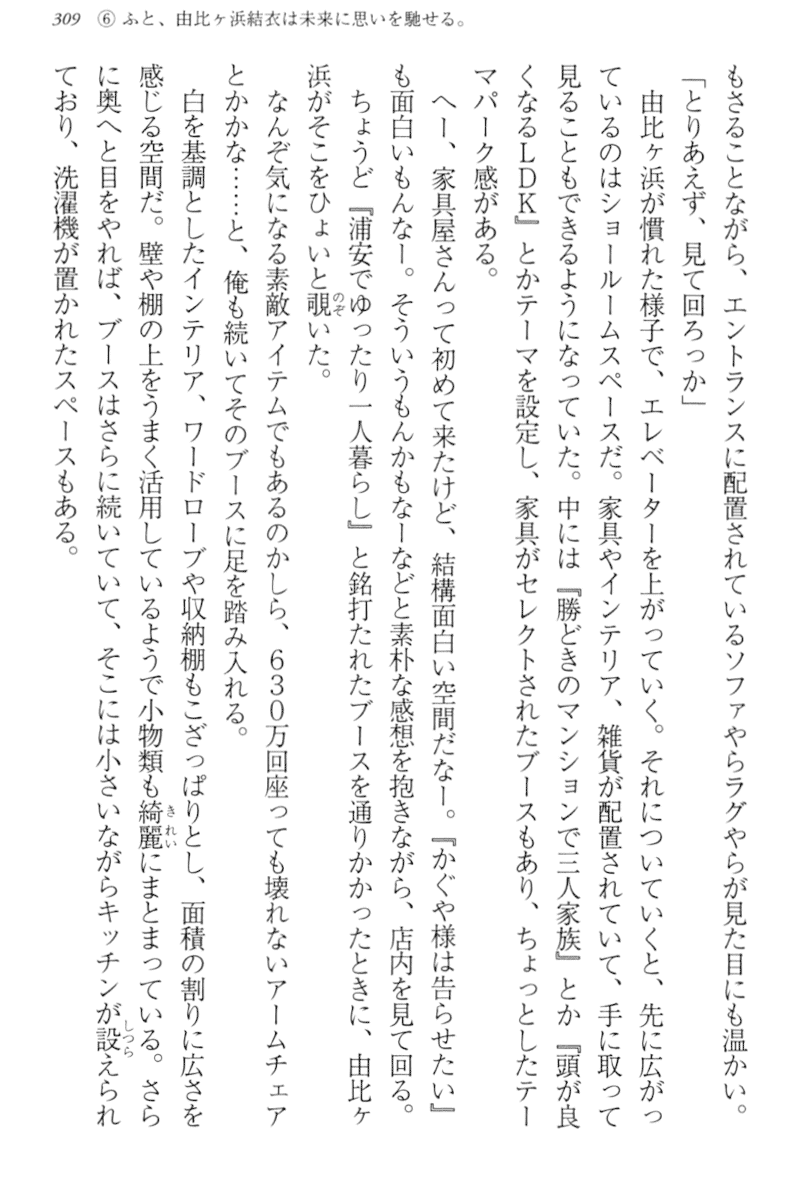 309 ⑥ ふと、由比ヶ浜結衣は未来に思いを馳せる。
もさることながら、エントランスに配置されているソファやらラグやらが見た目にも温かい。
「とりあえず、見て回ろっか」
　由比ヶ浜が慣れた様子で、エレベーターを上がっていく。それについていくと、先に広がっ
ているのはショールームスペースだ。家具やインテリア、雑貨が配置されていて、手に取って
見ることもできるようになっていた。中には『勝どきのマンションで三人家族』とか『頭が良
くなるＬＤＫ』とかテーマを設定し、家具がセレクトされたブースもあり、ちょっとしたテー
マパーク感がある。
　へー、家具屋さんって初めて来たけど、結構面白い空間だなー。『かぐや様は告らせたい』
も面白いもんなー。そういうもんかもなーなどと素朴な感想を抱きながら、店内を見て回る。
　ちょうど『浦安でゆったり一人暮らし』と銘打たれたブースを通りかかったときに、由比ヶ
浜がそこをひょいと覗のぞいた。
　なんぞ気になる素敵アイテムでもあるのかしら、６３０万回座っても壊れないアームチェア
とかかな……と、俺も続いてそのブースに足を踏み入れる。
　白を基調としたインテリア、ワードローブや収納棚もこざっぱりとし、面積の割りに広さを
感じる空間だ。壁や棚の上をうまく活用しているようで小物類も綺麗きれいにまとまっている。さら
に奥へと目をやれば、ブースはさらに続いていて、そこには小さいながらキッチンが設しつらえられ
ており、洗濯機が置かれたスペースもある。